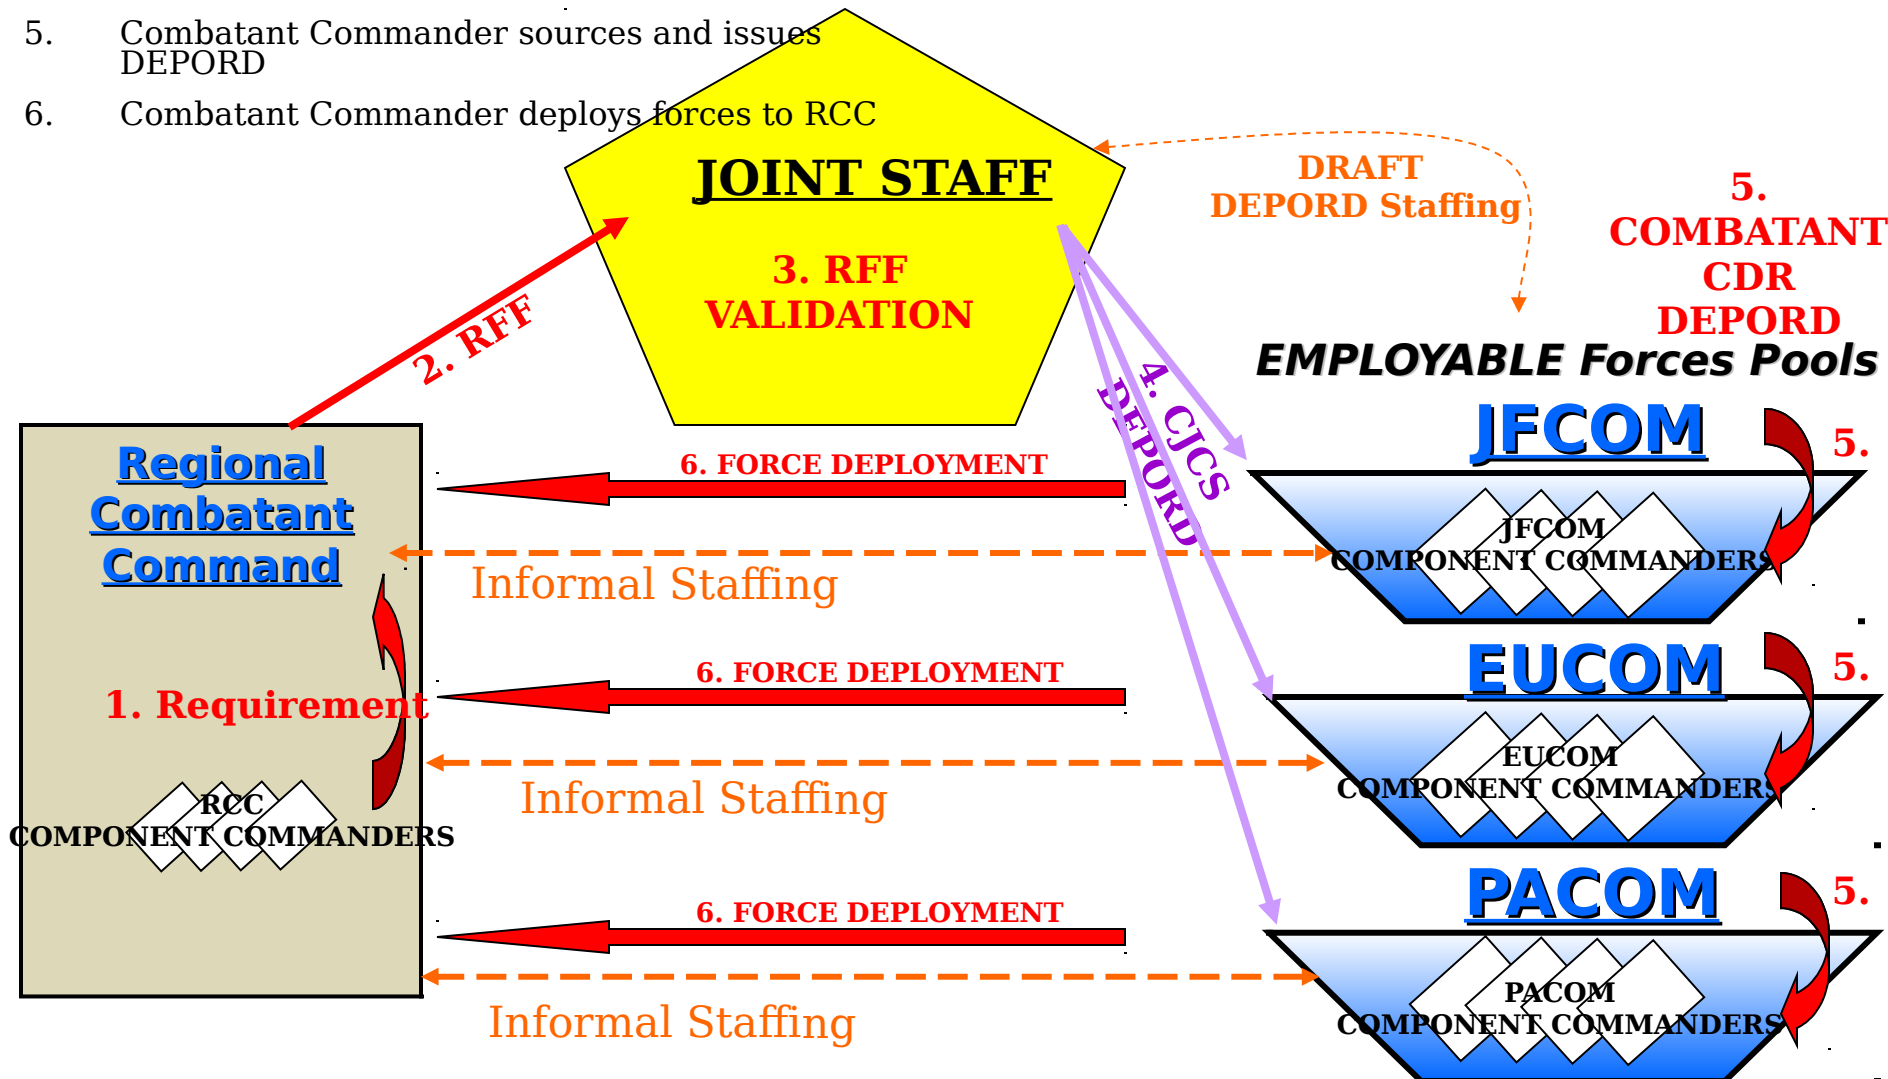 5. Combatant Commander sources and issues
DEPORD
6. Combatant Commander deploys forces to RCC
JOINT STAFF
3. RFF
VALIDATION
DRAFT
DEPORD Staffing
5.
COMBATANT
CDR
DEPORD
2. RFF
EMPLOYABLE Forces Pools
4. CJCS
DEPORD
Regional
Combatant
Command
6. FORCE DEPLOYMENT
JFCOM
5.
JFCOM
COMPONENT COMMANDERS
Informal Staffing
1. Requirement
6. FORCE DEPLOYMENT
EUCOM
5.
EUCOM
COMPONENT COMMANDERS
Informal Staffing
RCC
COMPONENT COMMANDERS
6. FORCE DEPLOYMENT
PACOM
5.
PACOM
COMPONENT COMMANDERS
Informal Staffing